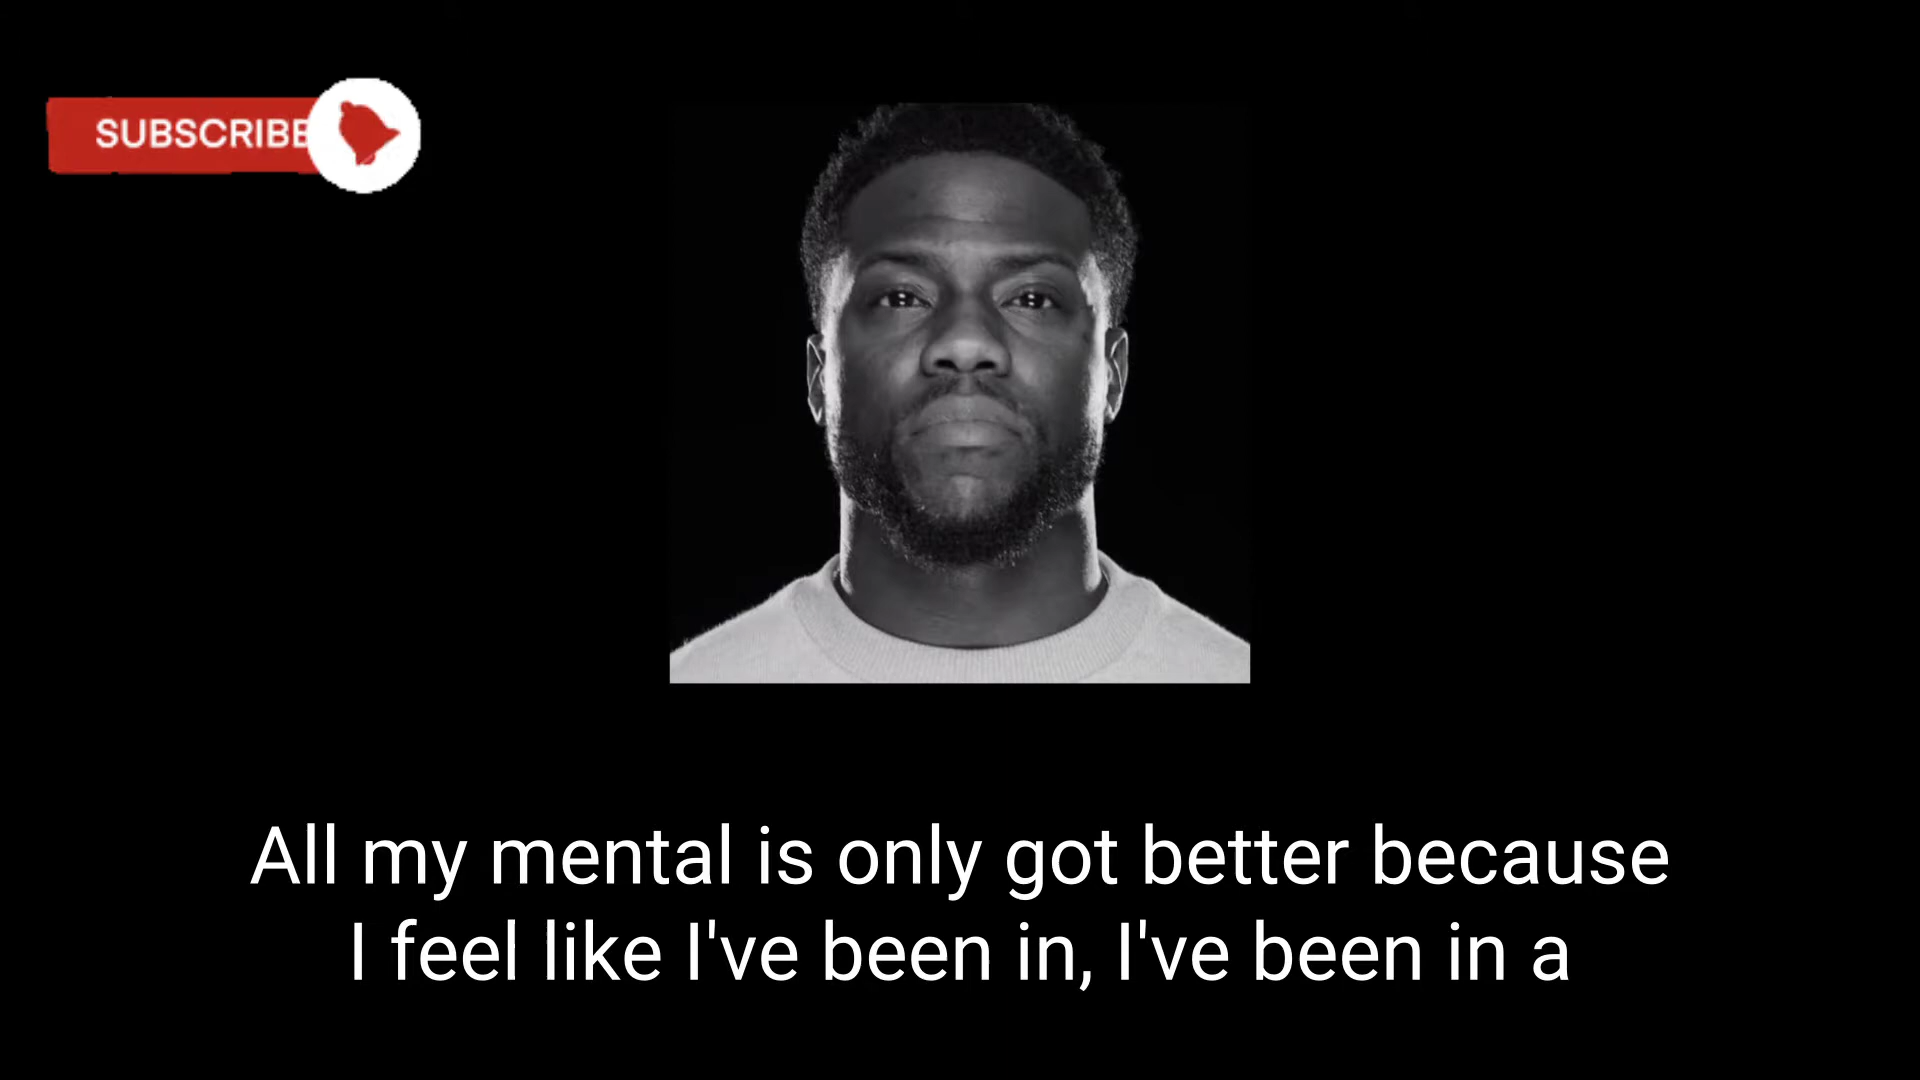 SUBSCRIBE
All my mental is only got better because
I feel like I've been in, I've been in a